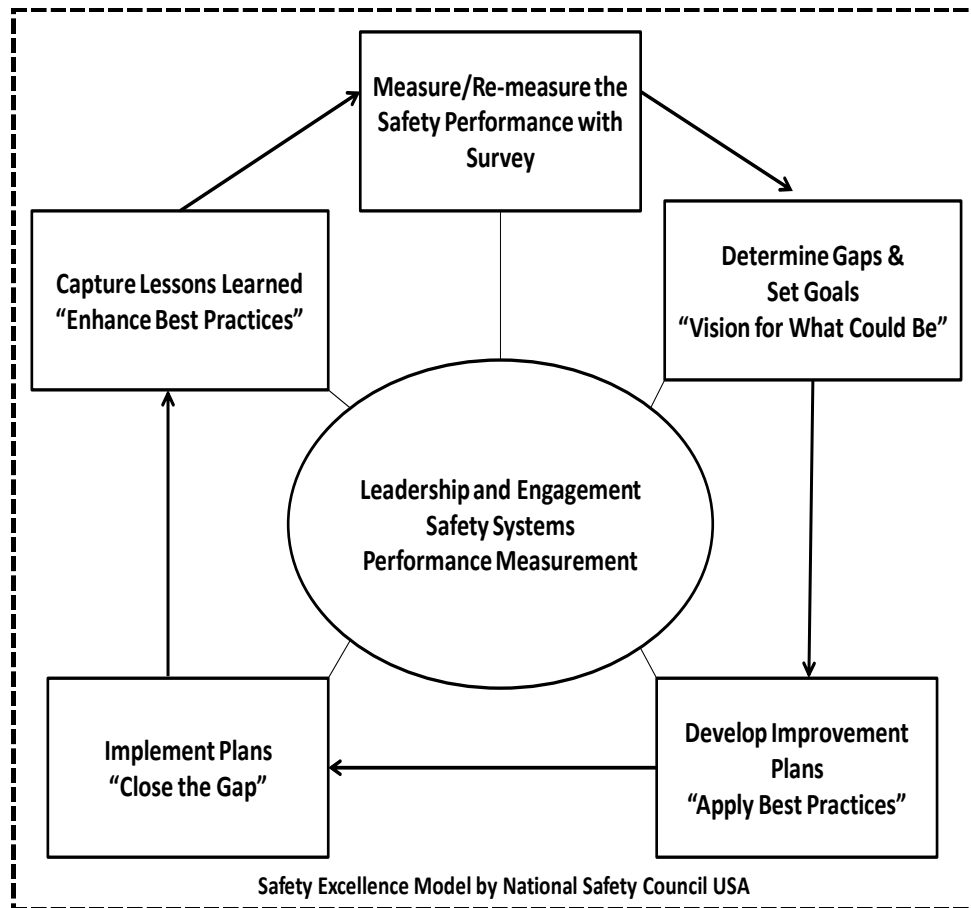 Measure/Re-measure the
Safety Performance with
Survey
Determine Gaps &
Set Goals
“Vision for What Could Be”
Capture Lessons Learned
“Enhance Best Practices”
Leadership and Engagement
Safety Systems
Performance Measurement
Develop Improvement
Plans
“Apply Best Practices”
Implement Plans
“Close the Gap”
Safety Excellence Model by National Safety Council USA